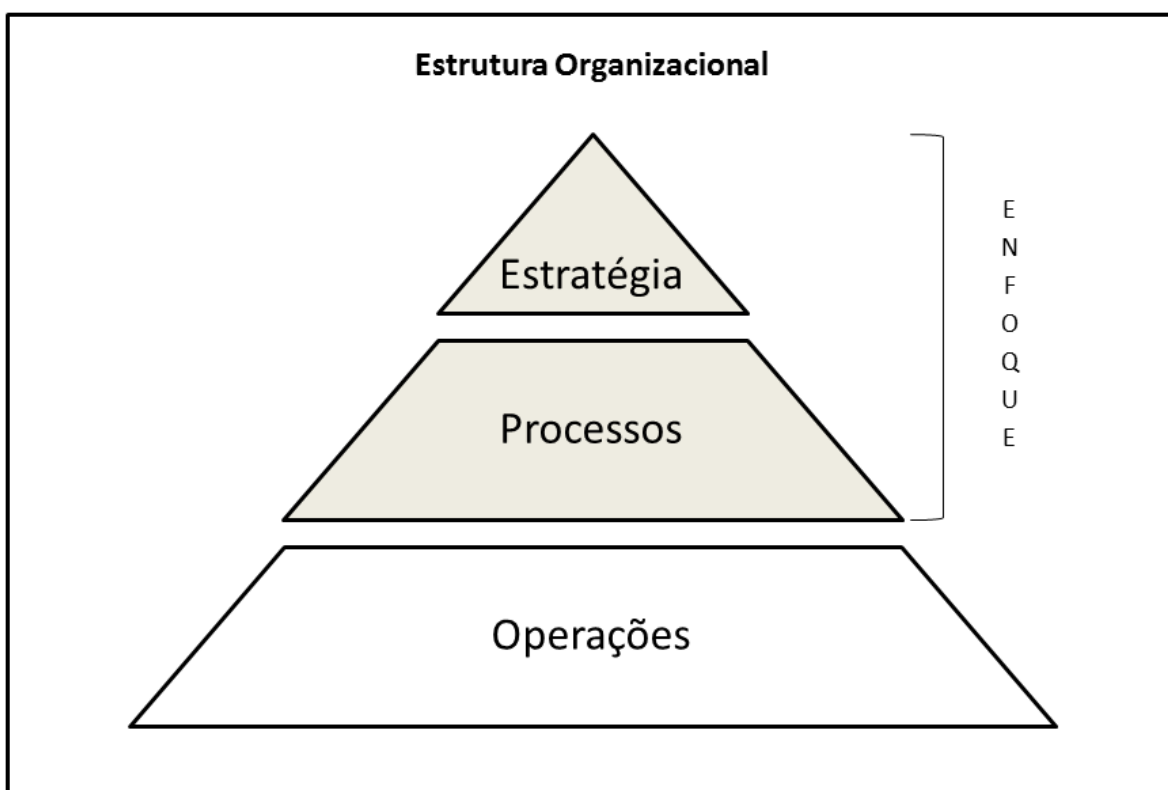 Estrutura Organizacional
Estratégia
Processos
Operações
E
N
F
O
Q
U
E